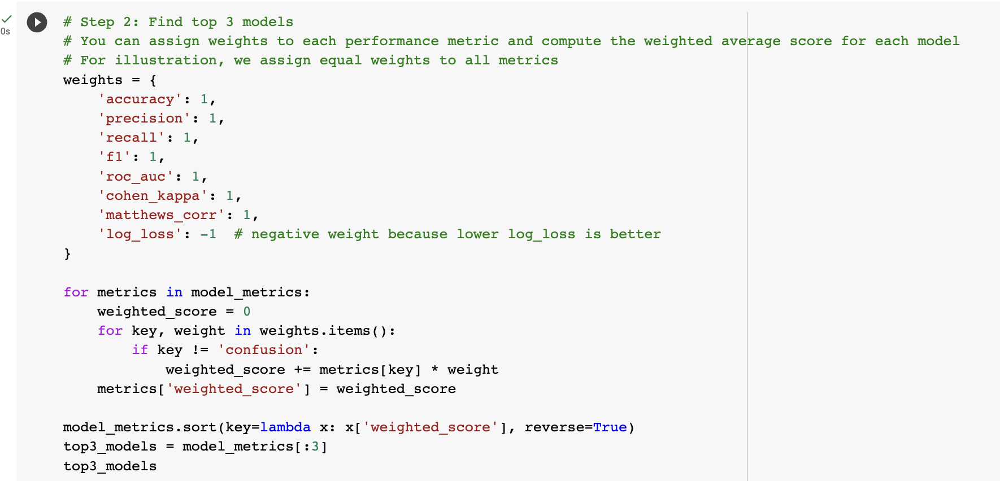 # Step 2: Find top 3 models
0s
# You can assign weights to each performance metric and compute the weighted average score for each model
# For illustration, we assign equal weights to all metrics
weights = {
    'accuracy': 1,
    'precision': 1,
    'recall': 1,
    'f1': 1,
    'roc_auc': 1,
    'cohen_kappa': 1,
    'matthews_corr': 1,
    'log_loss': -1  # negative weight because lower log_loss is better
}
for metrics in model_metrics:
    weighted_score = 0
    for key, weight in weights.items():
        if key != 'confusion':
            weighted_score += metrics[key] * weight
    metrics['weighted_score'] = weighted_score
model_metrics.sort(key=lambda x: x['weighted_score'], reverse=True)
top3_models = model_metrics[:3]
top3_models